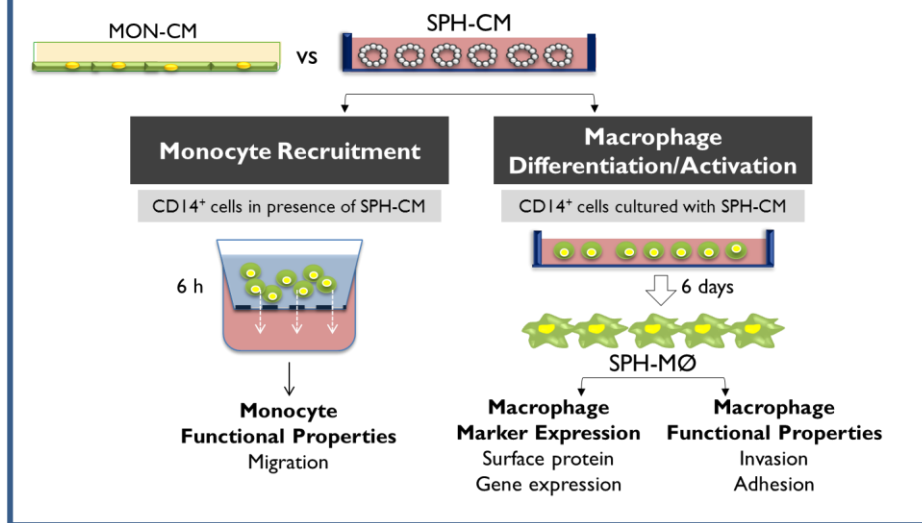 MON-CM
vs
SPH-CM
Monocyte Recruitment
CD14⁺ cells in presence of SPH-CM
6 h
Monocyte
Functional Properties
Migration
Macrophage
Differentiation/Activation
CD14⁺ cells cultured with SPH-CM
6 days
SPH-MØ
Macrophage
Marker Expression
Surface protein
Gene expression
Macrophage
Functional Properties
Invasion
Adhesion